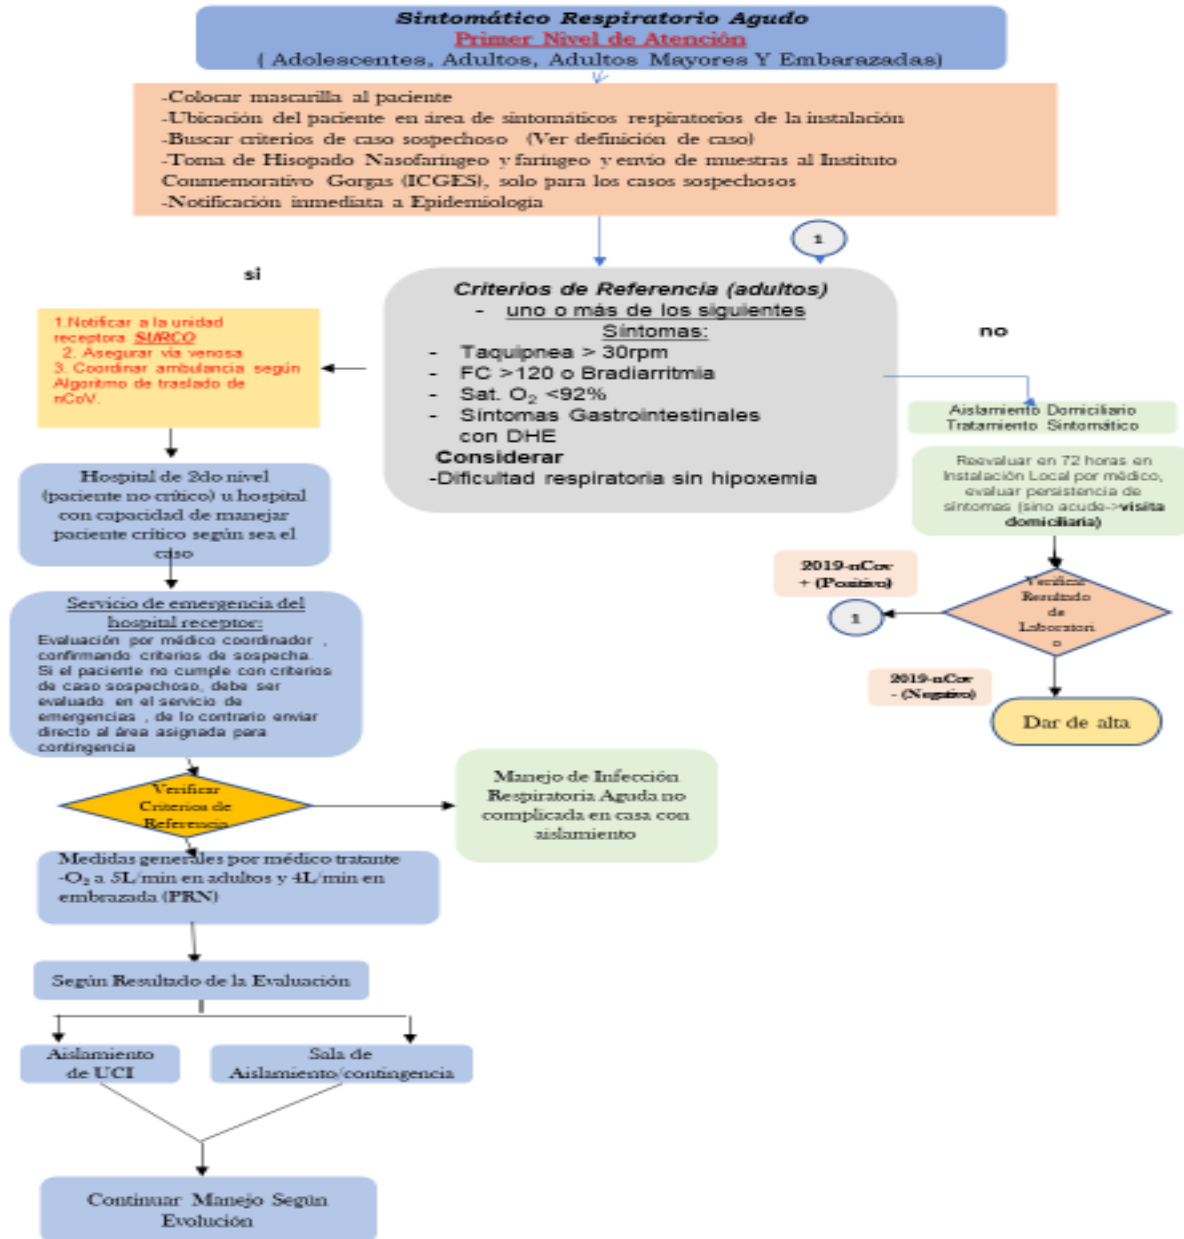 Sintomático Respiratorio Agudo
Primer Nivel de Atención
( Adolescentes, Adultos, Adultos Mayores Y Embarazadas)
-Colocar mascarilla al paciente
-Ubicación del paciente en área de sintomáticos respiratorios de la instalación
-Buscar criterios de caso sospechoso (Ver definición de caso)
-Toma de Hisopado Nasofaríngeo y faríngeo y envío de muestras al Instituto
Conmemorativo Gorgas (ICGES), solo para los casos sospechosos
-Notificación inmediata a Epidemiología
1
si
Criterios de Referencia (adultos)
- uno o más de los siguientes
Síntomas:
- Taquipnea > 30rpm
- FC >120 o Bradiarritmia
- Sat. O₂ <92%
- Síntomas Gastrointestinales
con DHE
Considerar
-Dificultad respiratoria sin hipoxemia
no
1.Notificar a la unidad
receptora SURCO
2. Asegurar vía venosa
3. Coordinar ambulancia según
Algoritmo de traslado de
nCoV.
Aislamiento Domiciliario
Tratamiento Sintomático
Reevaluar en 72 horas en
Instalación Local por médico,
evaluar persistencia de
síntomas (sino acude->visita
domiciliaria)
Hospital de 2do nivel
(paciente no crítico) u hospital
con capacidad de manejar
paciente crítico según sea el
caso
2019-nCov
+ (Positivo)
1
Verificar
Resultado
de
Laboratori
o
2019-nCov
- (Negativo)
Dar de alta
Servicio de emergencia del
hospital receptor:
Evaluación por médico coordinador ,
confirmando criterios de sospecha.
Si el paciente no cumple con criterios
de caso sospechoso, debe ser
evaluado en el servicio de
emergencias , de lo contrario enviar
directo al área asignada para
contingencia
Verificar
Criterios de
Referencia
Manejo de Infección
Respiratoria Aguda no
complicada en casa con
aislamiento
Medidas generales por médico tratante
-O₂ a 5L/min en adultos y 4L/min en
embrazada (PRN)
Según Resultado de la Evaluación
Aislamiento
de UCI
Sala de
Aislamiento/contingencia
Continuar Manejo Según
Evolución